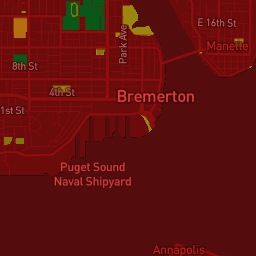 E 16th St
Park Ave
Manette
8th St
4th St
Bremerton
1st St
Puget Sound
Naval Shipyard
Annapolis